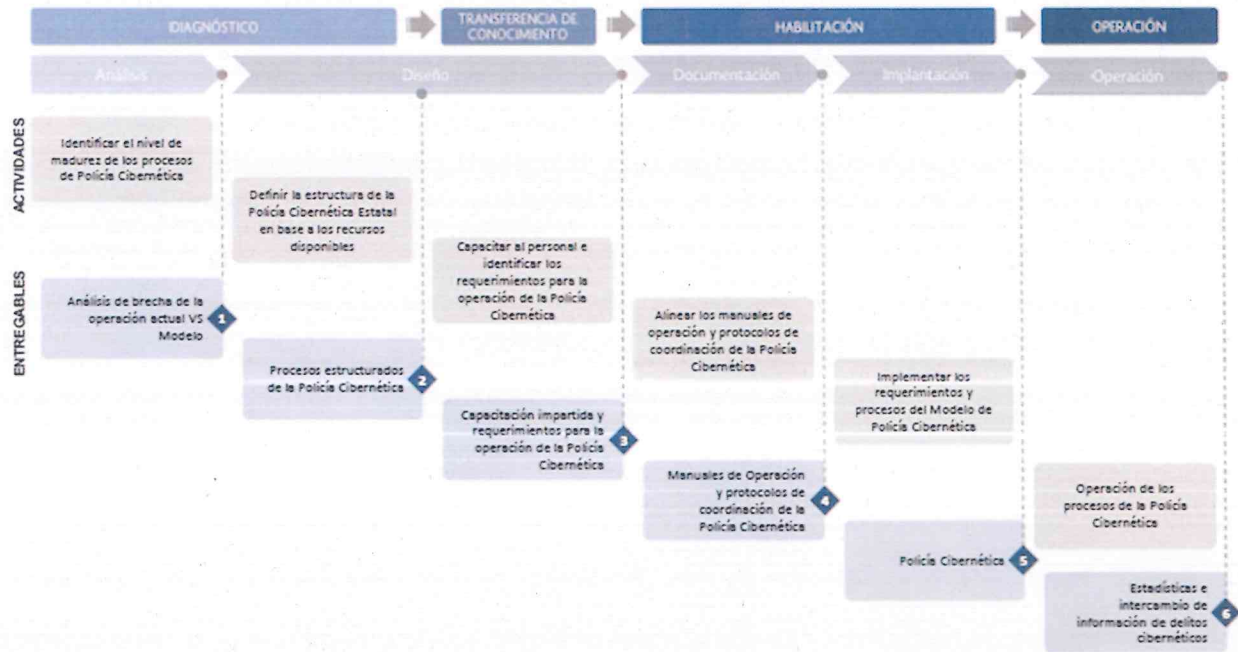 DIAGNÓSTICO
TRANSFERENCIA DE
CONOCIMIENTO
HABILITACIÓN
OPERACIÓN
Análisis
Diseño
Documentación
Implantación
Operación
ACTIVIDADES
Identificar el nivel de
madurez de los procesos
de Policía Cibernética
Definir la estructura de la
Policía Cibernética Estatal
en base a los recursos
disponibles
Capacitar al personal e
identificar los
requerimientos para la
operación de la Policía
Cibernética
Alinear los manuales de
operación y protocolos de
coordinación de la Policía
Cibernética
Implementar los
requerimientos y
procesos del Modelo de
Policía Cibernética
Operación de los
procesos de la Policía
Cibernética
ENTREGABLES
Análisis de brecha de la
operación actual VS
Modelo
1
Procesos estructurados
de la Policía Cibernética
2
Capacitación impartida y
requerimientos para la
operación de la Policía
Cibernética
3
Manuales de Operación
y protocolos de
coordinación de la
Policía Cibernética
4
Policía Cibernética
5
Estadísticas e
intercambio de
información de delitos
cibernéticos
6